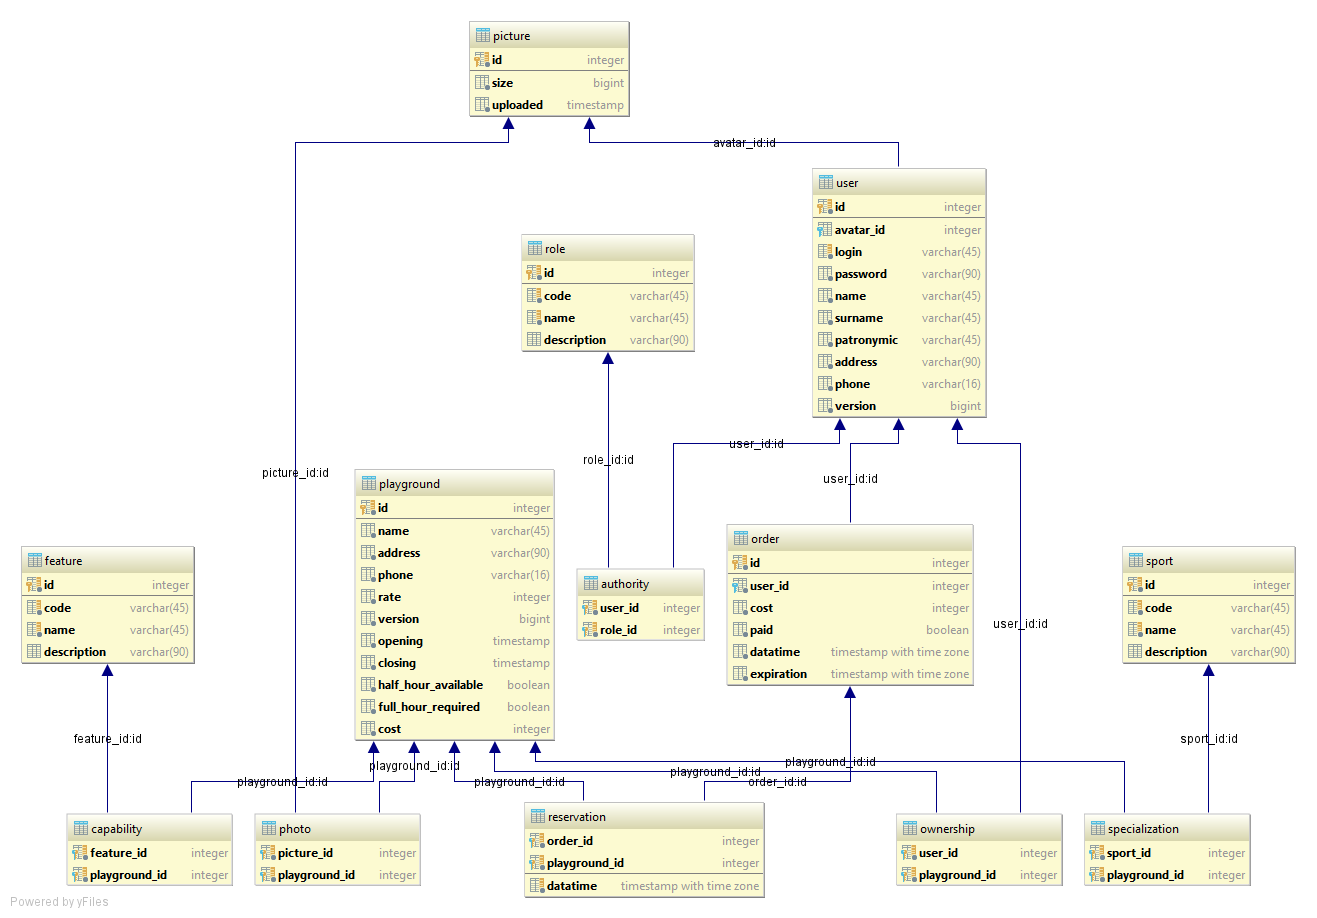 picture
id integer
size bigint
uploaded timestamp
avatar_id:id
user
id integer
avatar_id integer
login varchar(45)
password varchar(90)
name varchar(45)
surname varchar(45)
patronymic varchar(45)
address varchar(90)
phone varchar(16)
version bigint
role
id integer
code varchar(45)
name varchar(45)
description varchar(90)
user_id:id
role_id:id
picture_id:id
user_id:id
playground
id integer
name varchar(45)
address varchar(90)
phone varchar(16)
rate integer
version bigint
opening timestamp
closing timestamp
half_hour_available boolean
full_hour_required boolean
cost integer
feature
id integer
code varchar(45)
name varchar(45)
description varchar(90)
authority
user_id integer
role_id integer
order
id integer
user_id integer
cost integer
paid boolean
datatime timestamp with time zone
expiration timestamp with time zone
user_id:id
sport
id integer
code varchar(45)
name varchar(45)
description varchar(90)
feature_id:id
sport_id:id
playground_id:id
playground_id:id
playground_id:id
playground_id:id
playground_id:id
order_id:id
capability
feature_id integer
playground_id integer
photo
picture_id integer
playground_id integer
reservation
order_id integer
playground_id integer
datatime timestamp with time zone
ownership
user_id integer
playground_id integer
specialization
sport_id integer
playground_id integer
Powered by yFiles